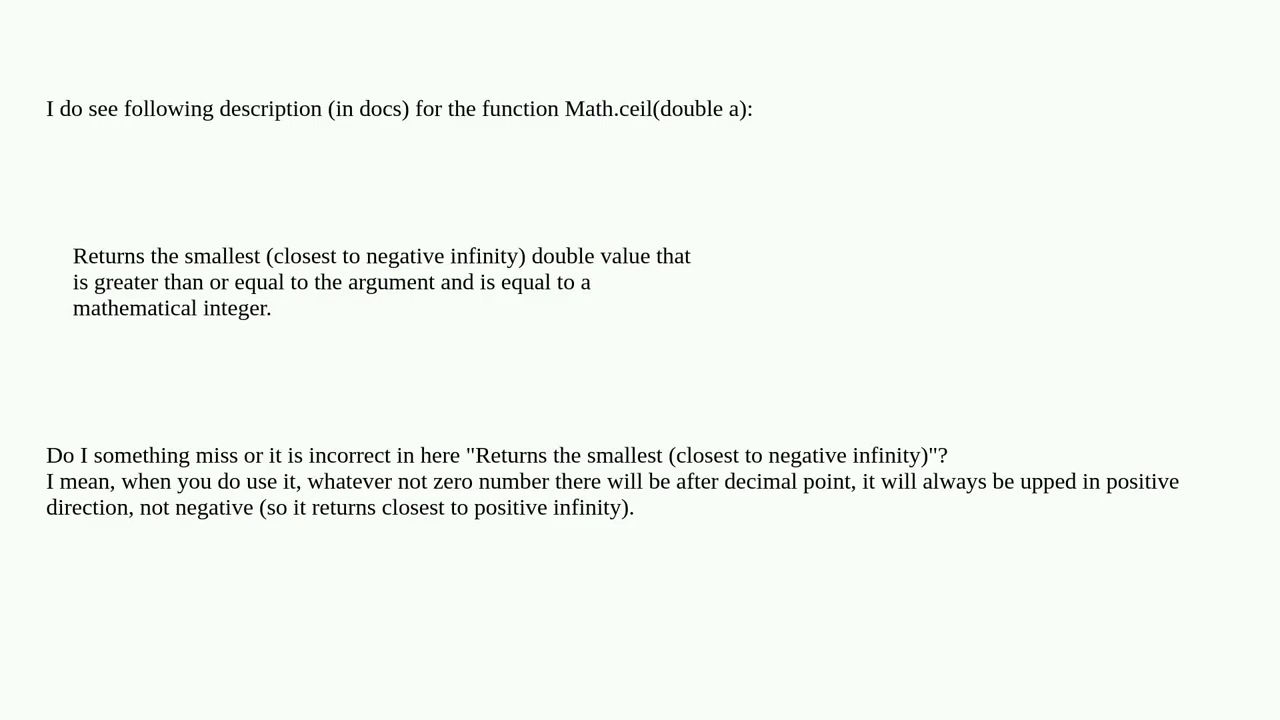 I do see following description (in docs) for the function Math.ceil(double a):
Returns the smallest (closest to negative infinity) double value that
is greater than or equal to the argument and is equal to a
mathematical integer.
Do I something miss or it is incorrect in here "Returns the smallest (closest to negative infinity)"?
I mean, when you do use it, whatever not zero number there will be after decimal point, it will always be upped in positive
direction, not negative (so it returns closest to positive infinity).